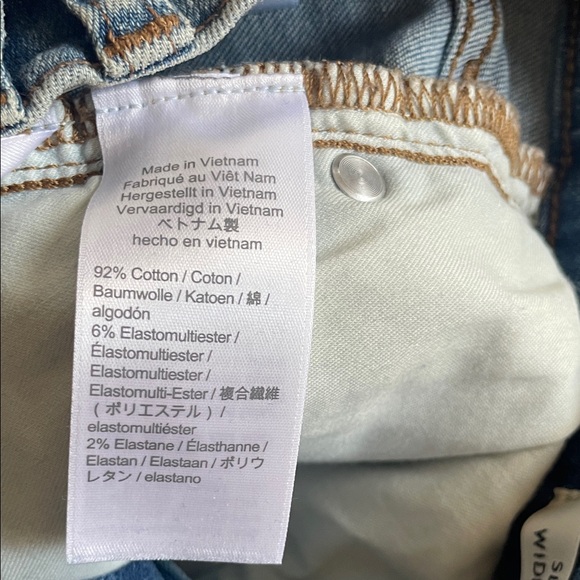 Made in Vietnam
Fabriqué au Viêt Nam
Hergestellt in Vietnam
Vervaardigd in Vietnam
ベトナム製
hecho en vietnam
92% Cotton / Coton /
Baumwolle / Katoen / 綿 /
algodón
6% Elastomultiester /
Élastomultiester /
Elastomultiester /
Elastomulti-Ester / 複合繊維
（ポリエステル）/
elastomultiéster
2% Elastane / Élasthanne /
Elastan / Elastaan / ポリウ
レタン / elastano